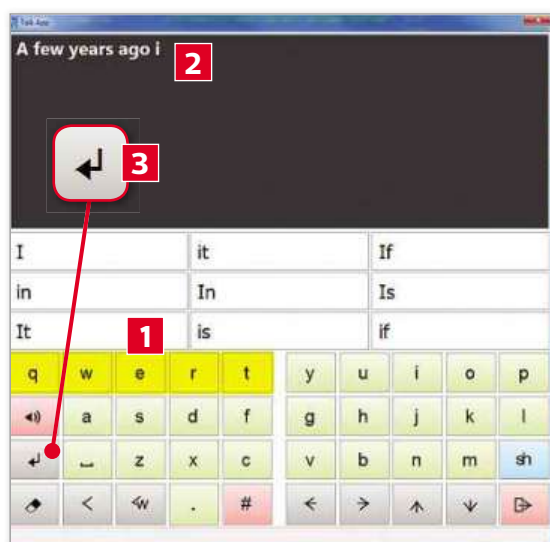 Talk App
A few years ago i
2
3
I it If
in In Is
It is if
1
q w e r t y u i o p
a s d f g h j k l
z x c v b n m sh
< <w . #